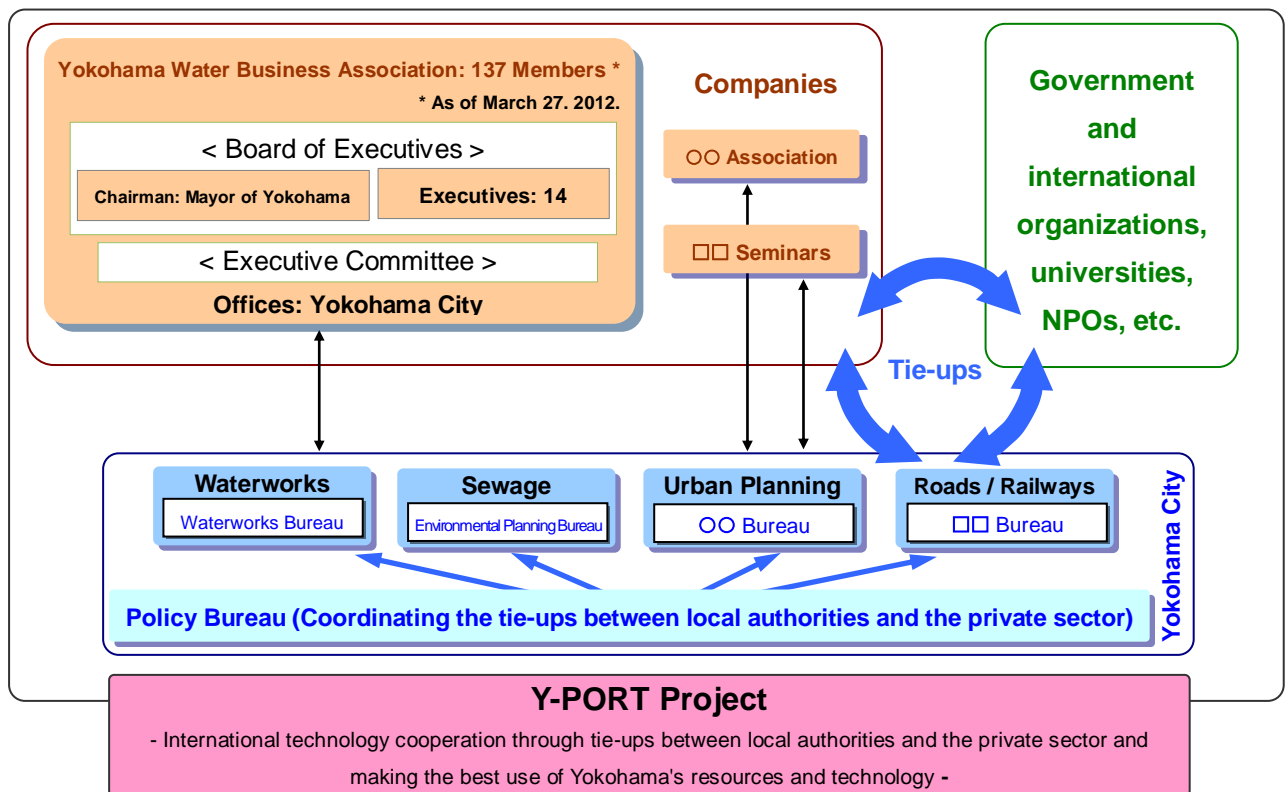 Yokohama Water Business Association: 137 Members *
* As of March 27. 2012.
< Board of Executives >
Chairman: Mayor of Yokohama
Executives: 14
< Executive Committee >
Offices: Yokohama City
Companies
○○ Association
□□ Seminars
Government
and
international
organizations,
universities,
NPOs, etc.
Tie-ups
Waterworks
Waterworks Bureau
Sewage
Environmental Planning Bureau
Urban Planning
○○ Bureau
Roads / Railways
□□ Bureau
Yokohama City
Policy Bureau (Coordinating the tie-ups between local authorities and the private sector)
Y-PORT Project
- International technology cooperation through tie-ups between local authorities and the private sector and
making the best use of Yokohama's resources and technology -